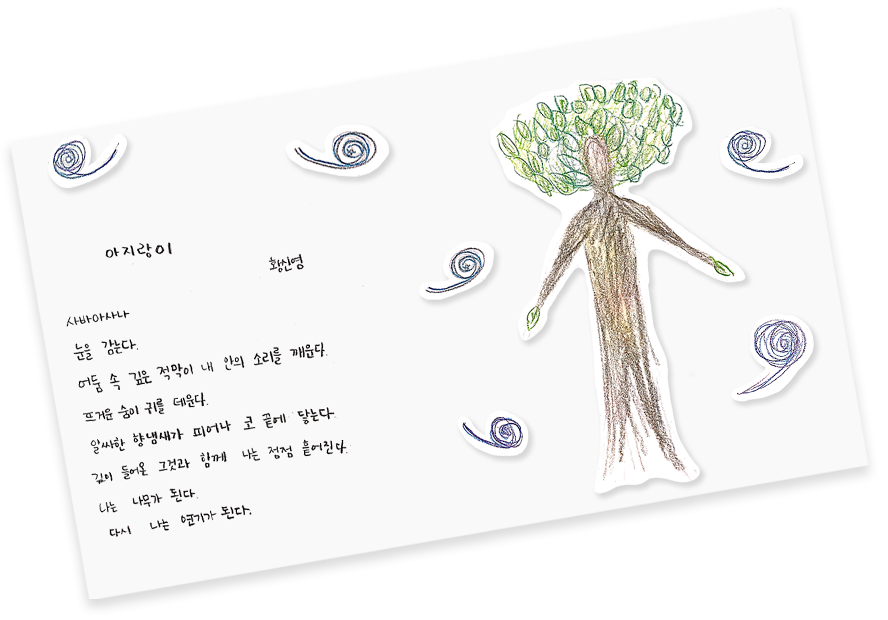 아지랑이
황신영
사바아사나
눈을 감는다.
어둠 속 깊은 적막이 내 안의 소리를 깨운다.
뜨거운 숨이 귀를 데운다.
알싸한 향냄새가 피어나 코 끝에 닿는다.
깊이 들어온 그것과 함께 나는 점점 흩어진다.
나는 나무가 된다.
다시 나는 연기가 된다.